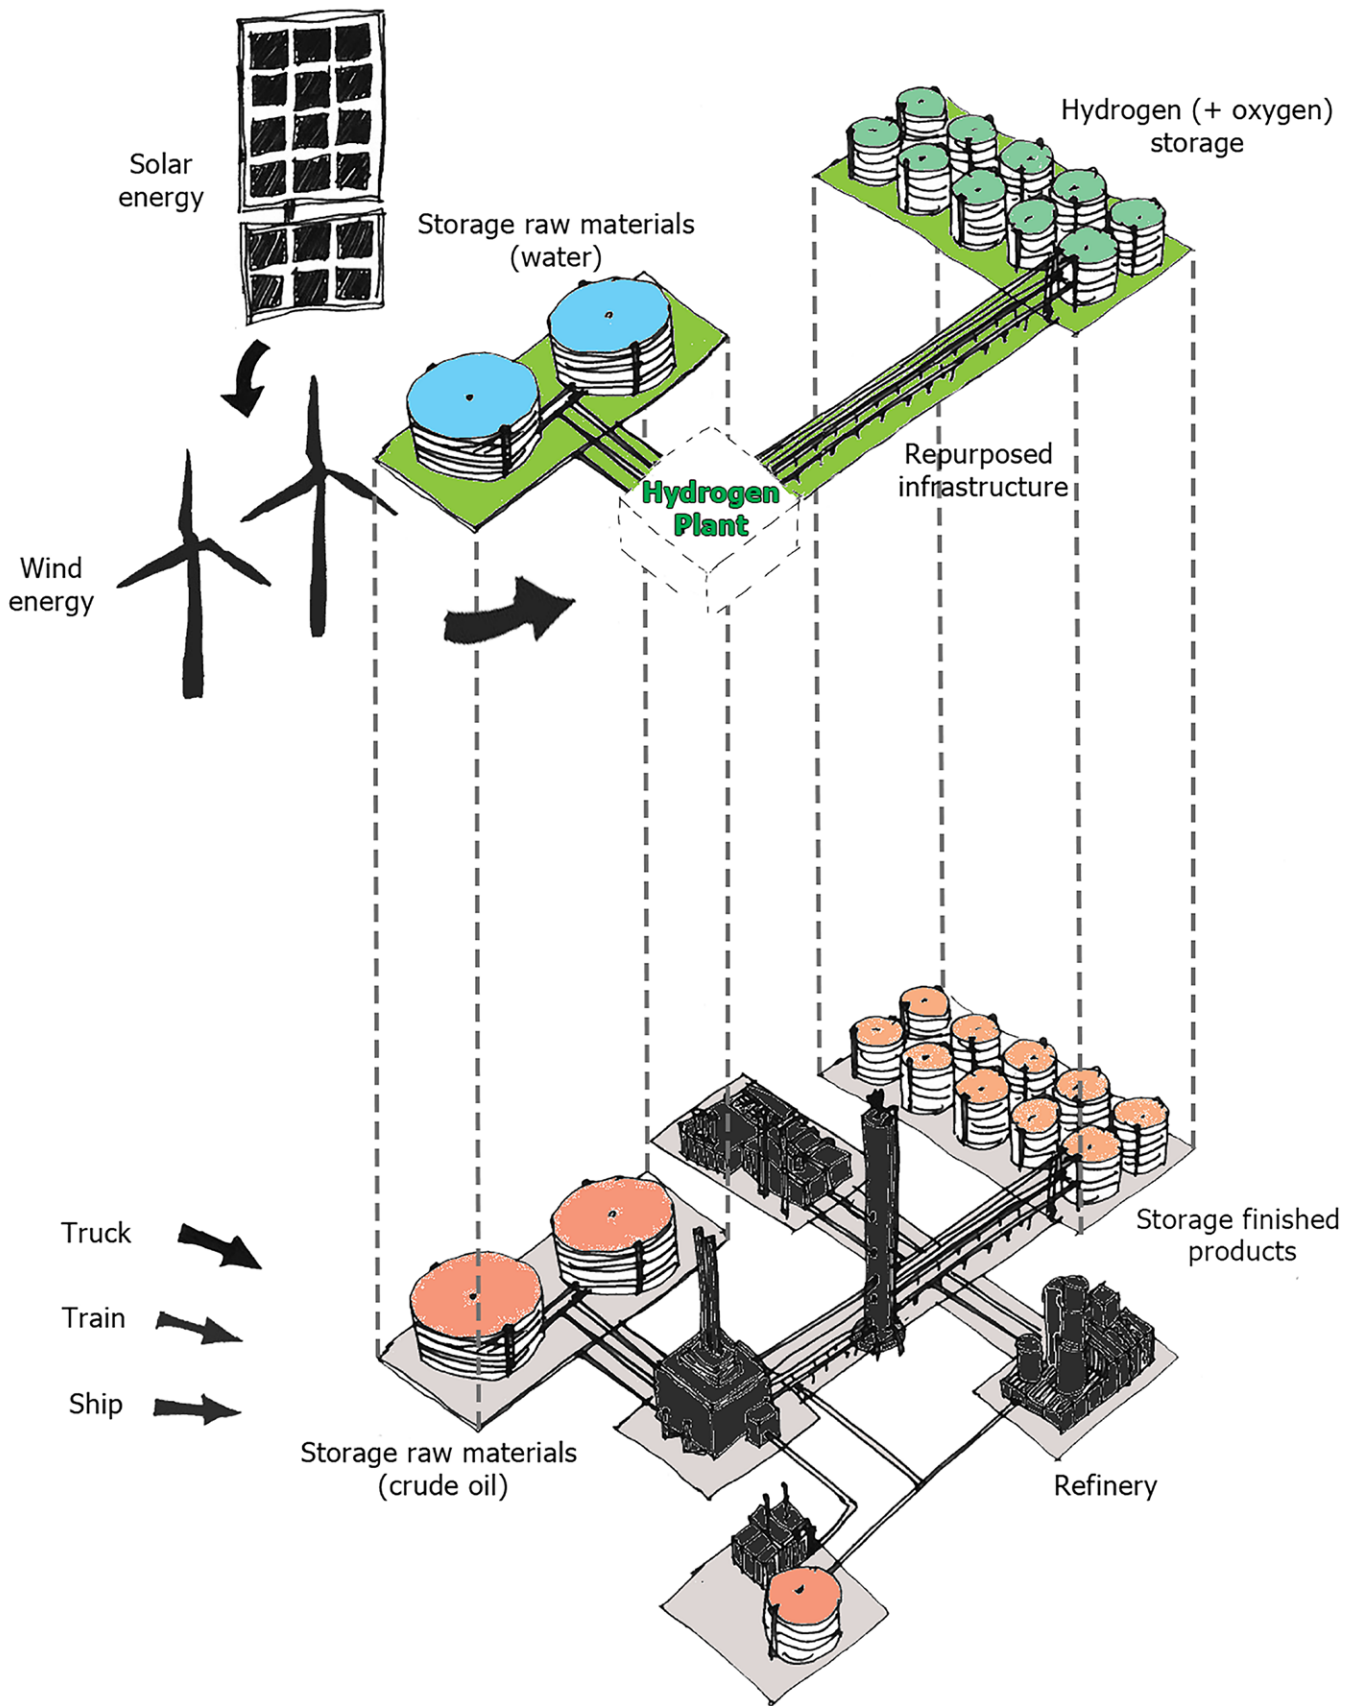 Hydrogen (+ oxygen)
storage
Solar
energy
Storage raw materials
(water)
Repurposed
infrastructure
Hydrogen
Plant
Wind
energy
Truck
Train
Ship
Storage finished
products
Storage raw materials
(crude oil)
Refinery